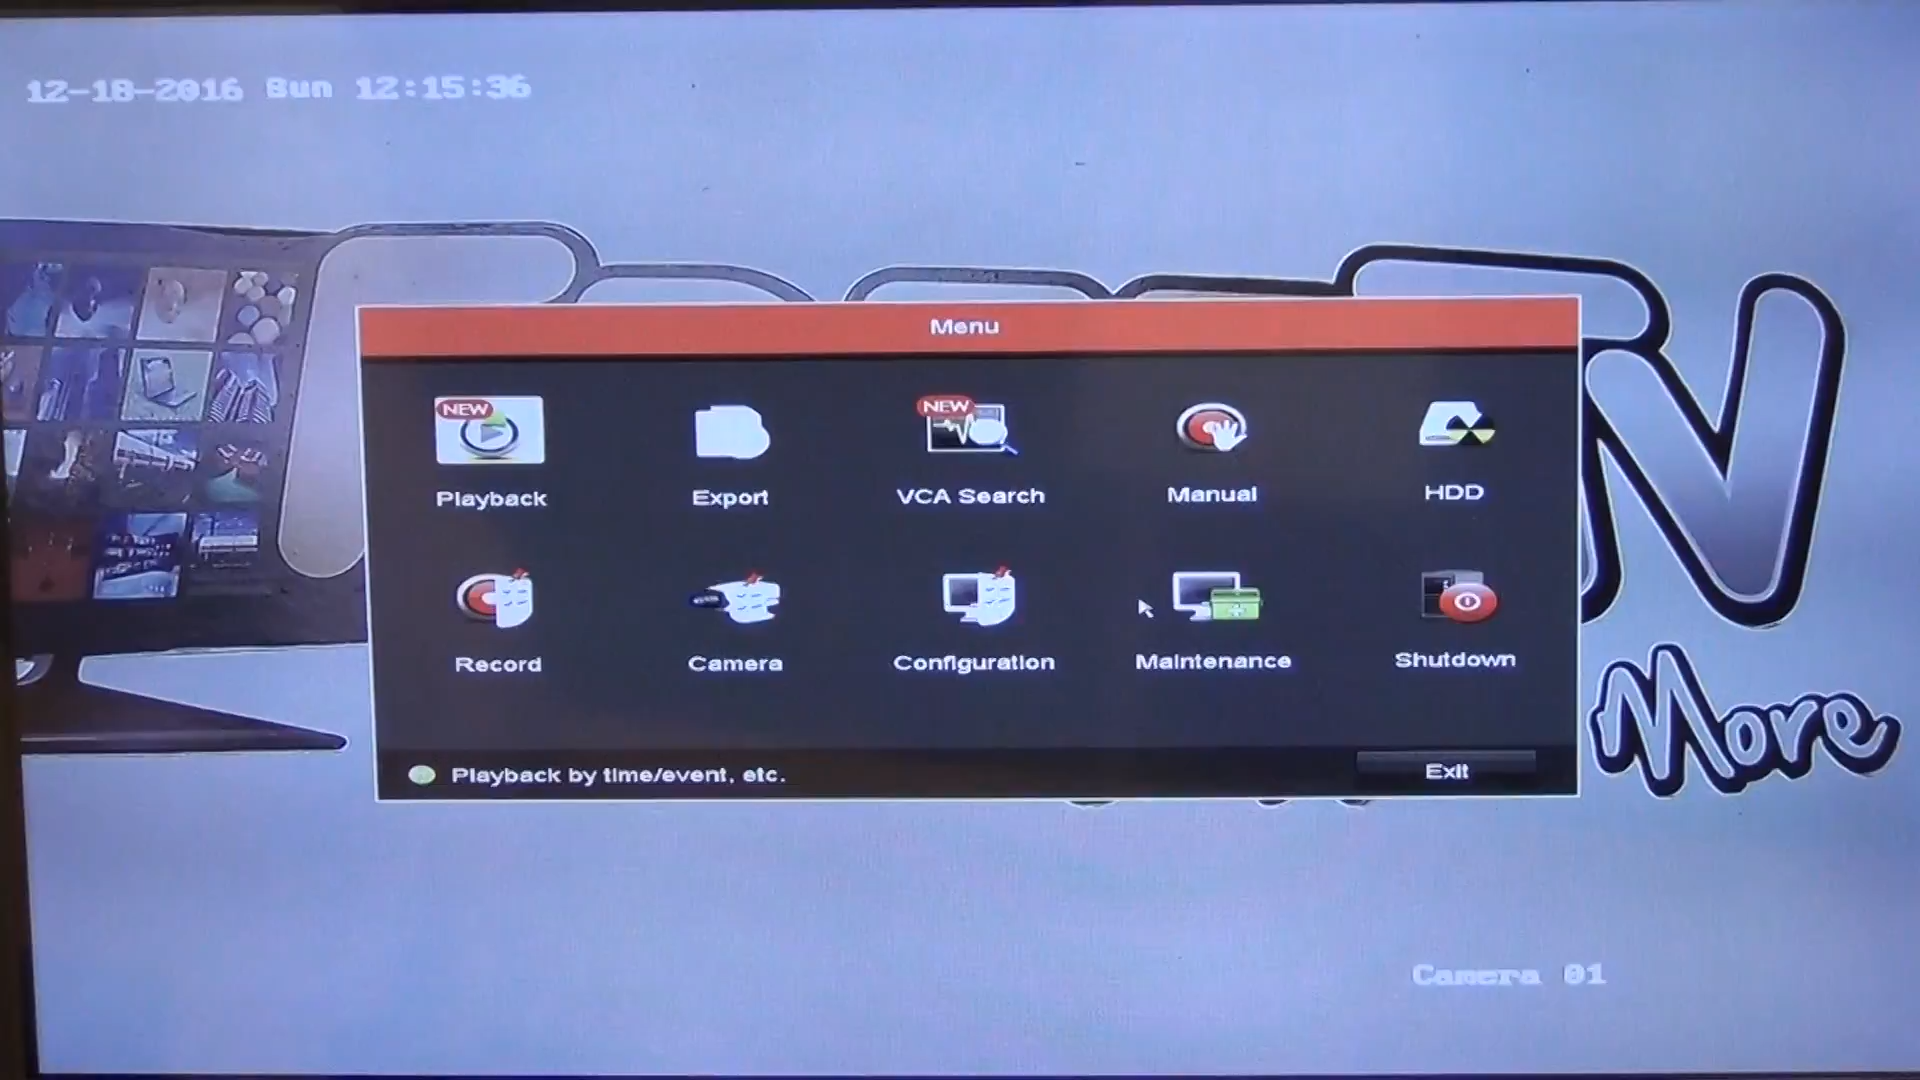 12-18-2016 Bun 12:15:36
Menu
NEW
NEW
Playback
Export
VCA Search
Manual
HDD
Record
Camera
Configuration
Maintenance
Shutdown
Playback by time/event, etc.
Exit
More
Camera 01